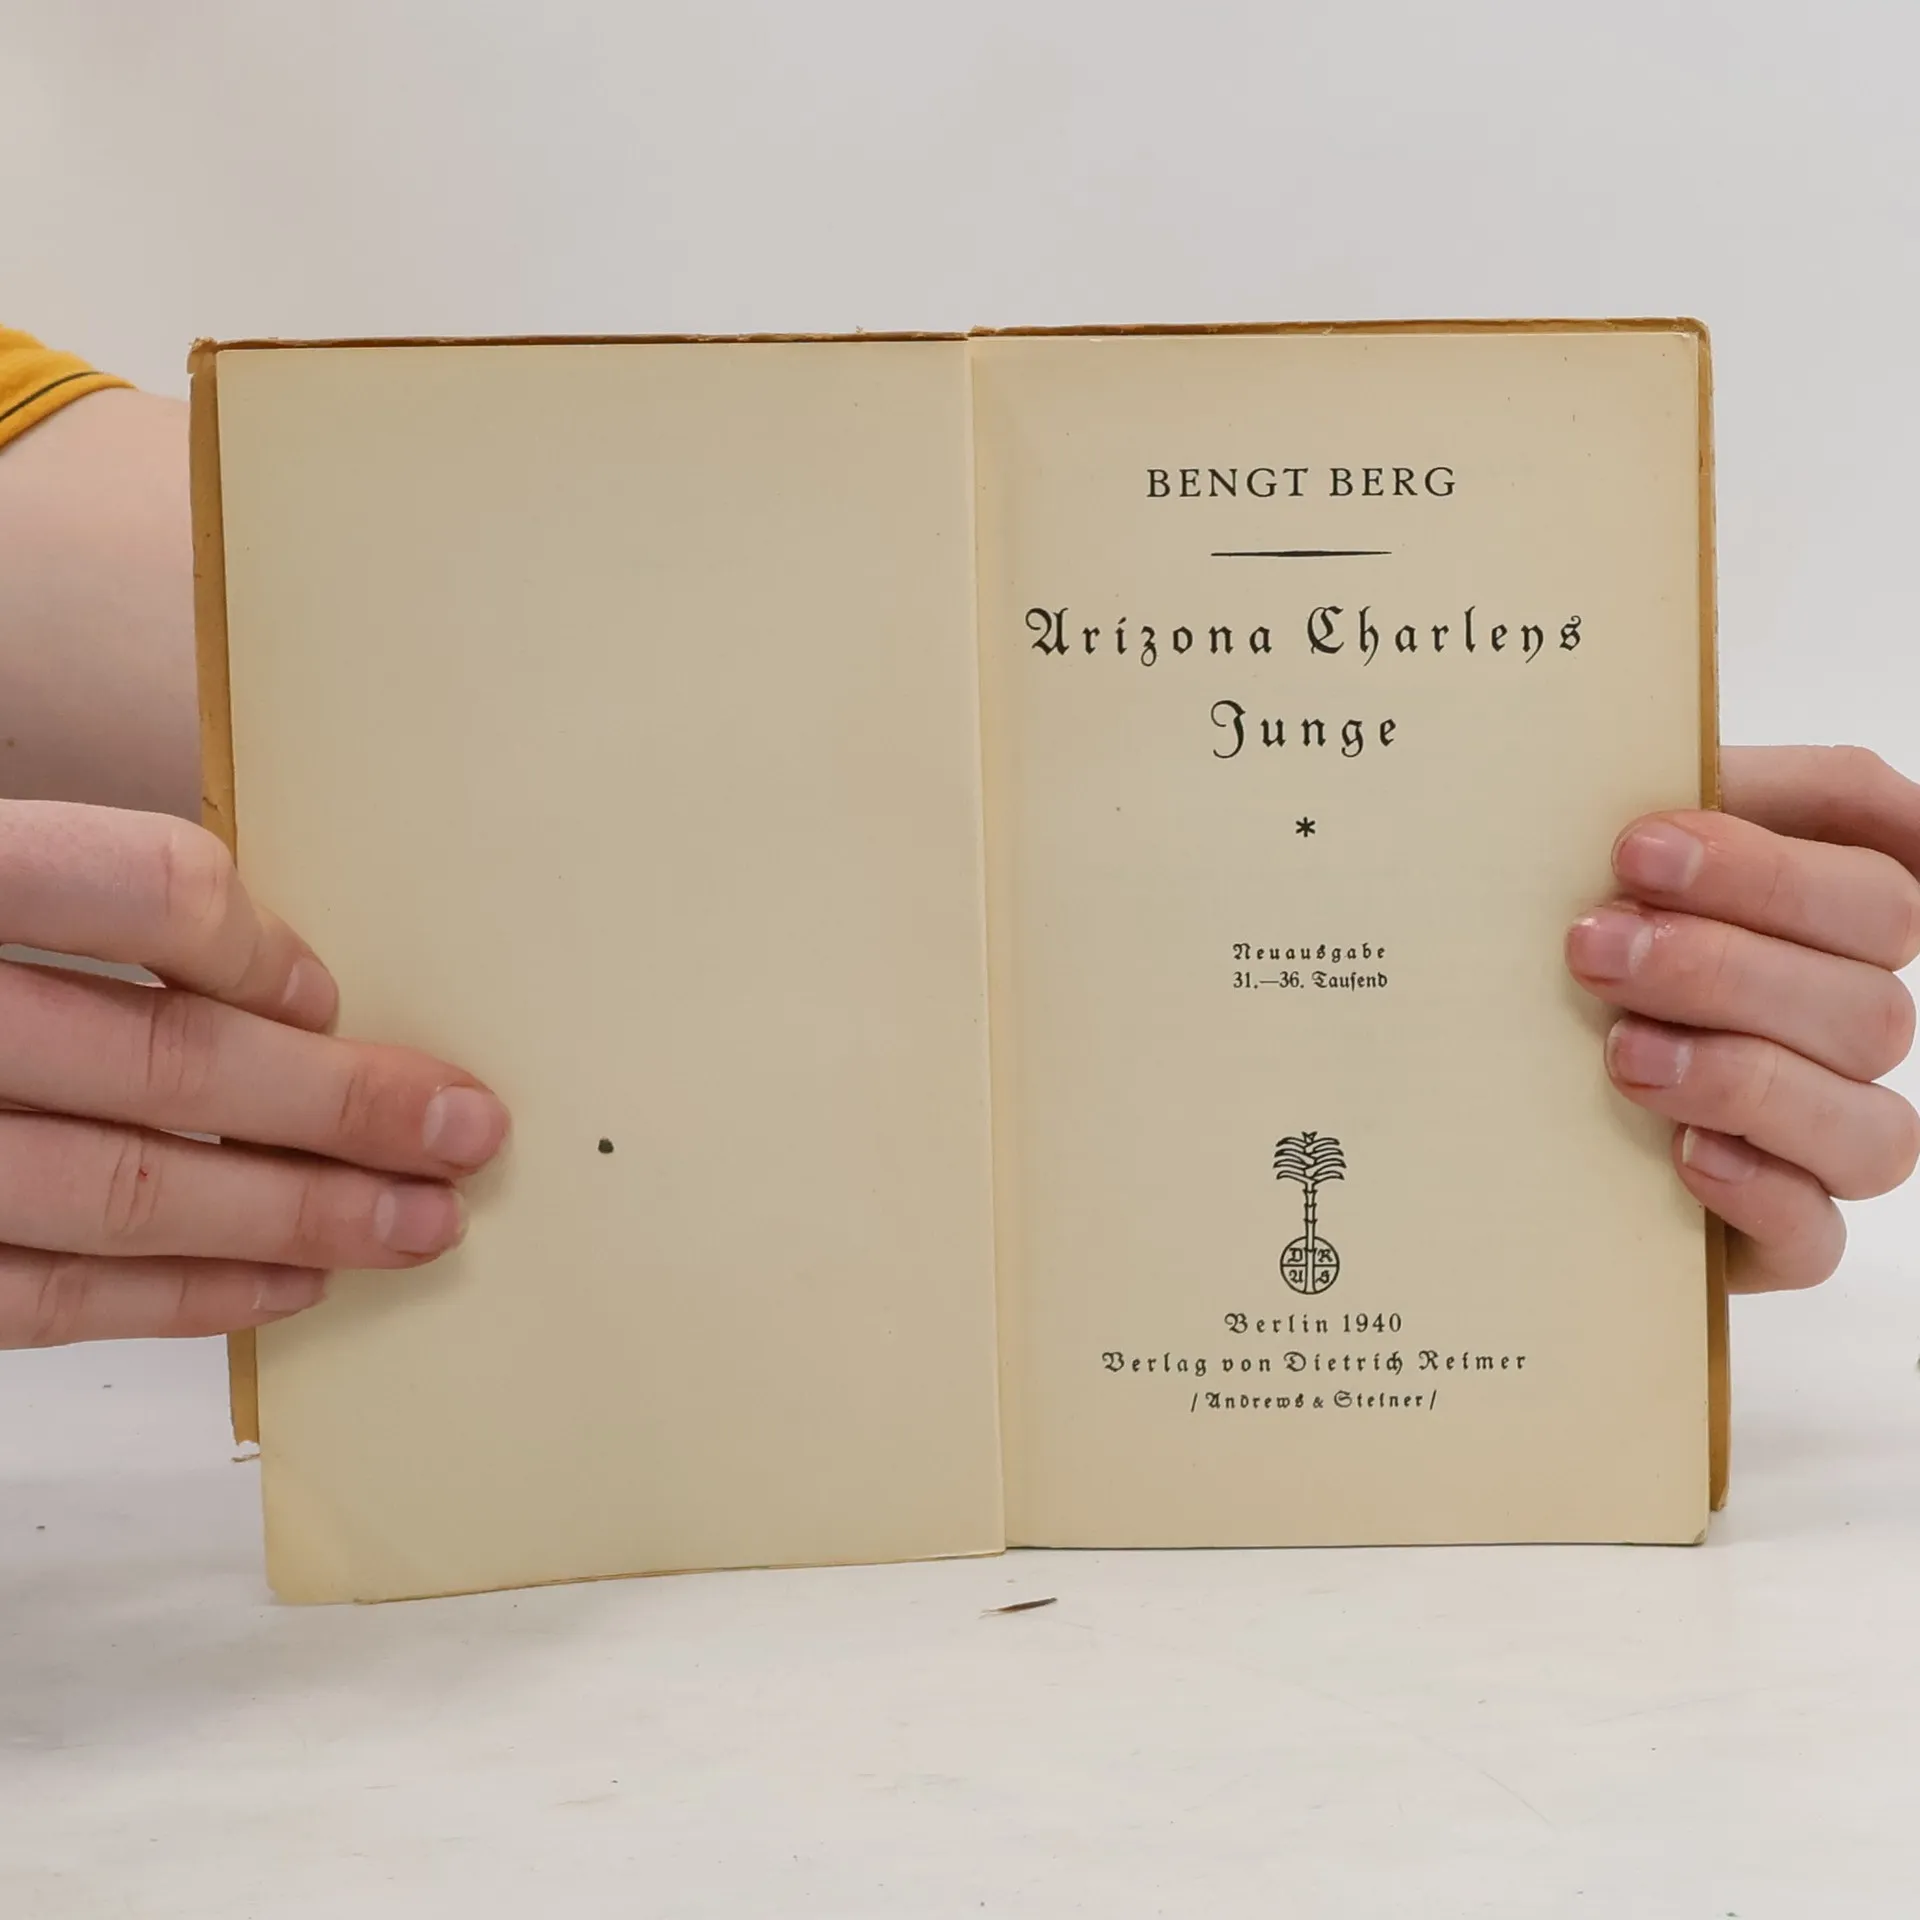 BENGT BERG
Arizona Charleys
Junge
*
Neuausgabe
31.—36. Tausend
D R
A S
Berlin 1940
Verlag von Dietrich Reimer
/ Andrews & Steiner /